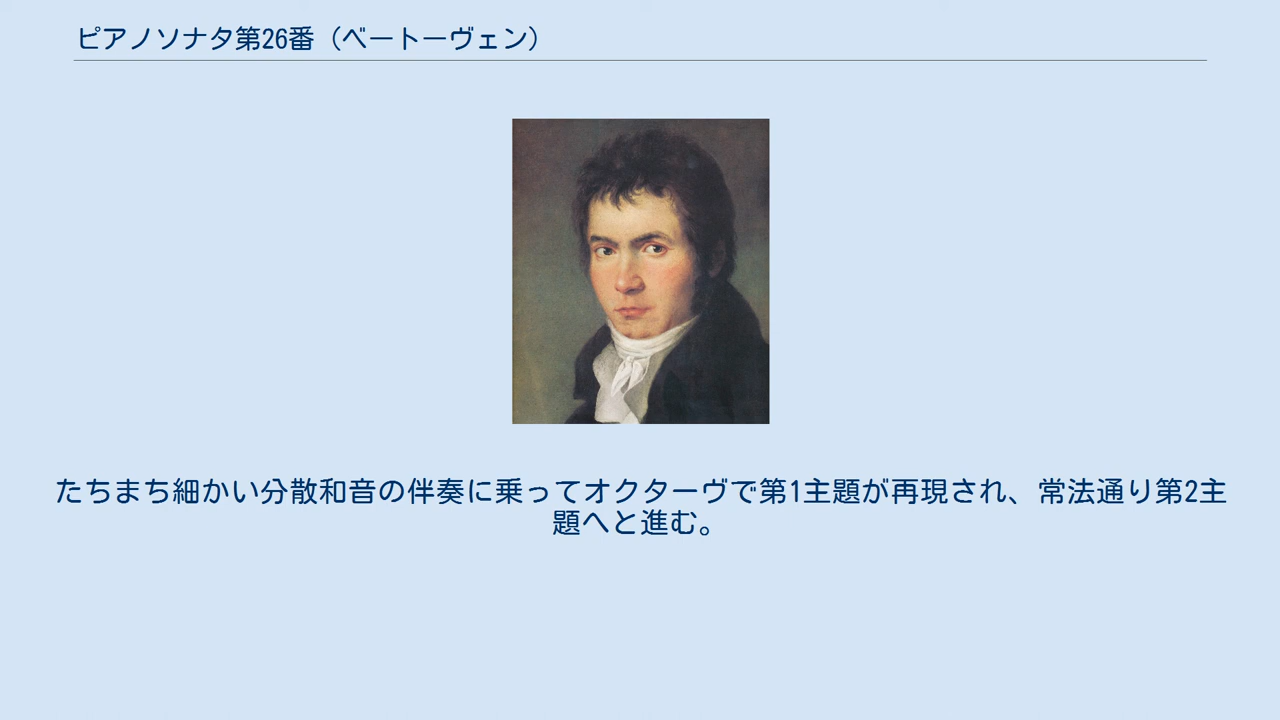 ピアノソナタ第26番（ベートーヴェン）
たちまち細かい分散和音の伴奏に乗ってオクターヴで第1主題が再現され、常法通り第2主
題へと進む。